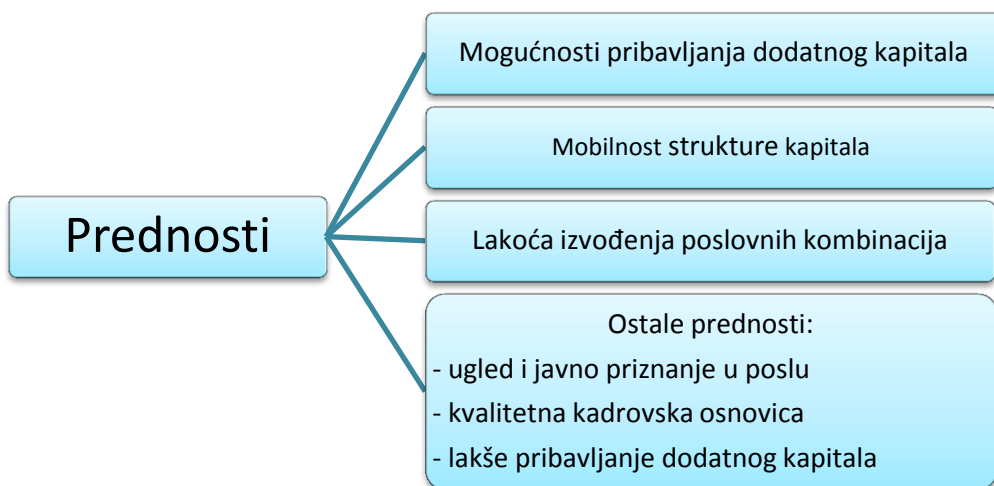 Prednosti
Mogućnosti pribavljanja dodatnog kapitala
Mobilnost strukture kapitala
Lakoća izvođenja poslovnih kombinacija
Ostale prednosti:
- ugled i javno priznanje u poslu
- kvalitetna kadrovska osnovica
- lakše pribavljanje dodatnog kapitala